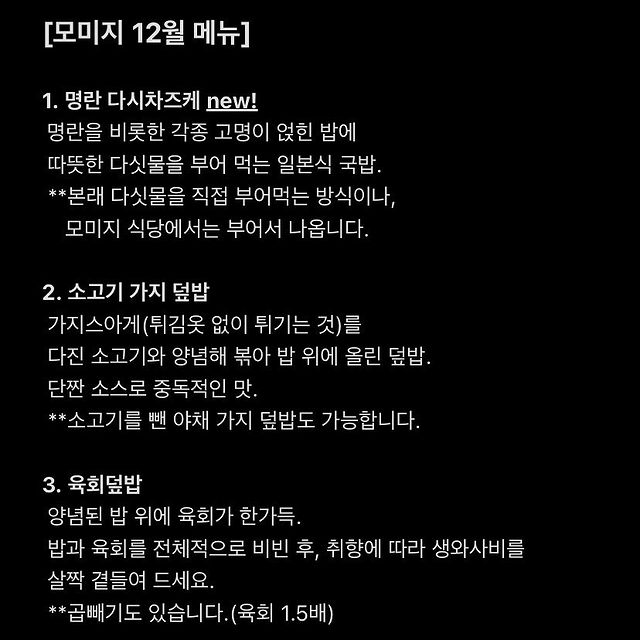 [모미지 12월 메뉴]
1. 명란 다시차즈케 new!
명란을 비롯한 각종 고명이 얹힌 밥에
따뜻한 다싯물을 부어 먹는 일본식 국밥.
**본래 다싯물을 직접 부어먹는 방식이나,
모미지 식당에서는 부어서 나옵니다.
2. 소고기 가지 덮밥
가지스아게(튀김옷 없이 튀기는 것)를
다진 소고기와 양념해 볶아 밥 위에 올린 덮밥.
단짠 소스로 중독적인 맛.
**소고기를 뺀 야채 가지 덮밥도 가능합니다.
3. 육회덮밥
양념된 밥 위에 육회가 한가득.
밥과 육회를 전체적으로 비빈 후, 취향에 따라 생와사비를
살짝 곁들여 드세요.
**곱빼기도 있습니다.(육회 1.5배)